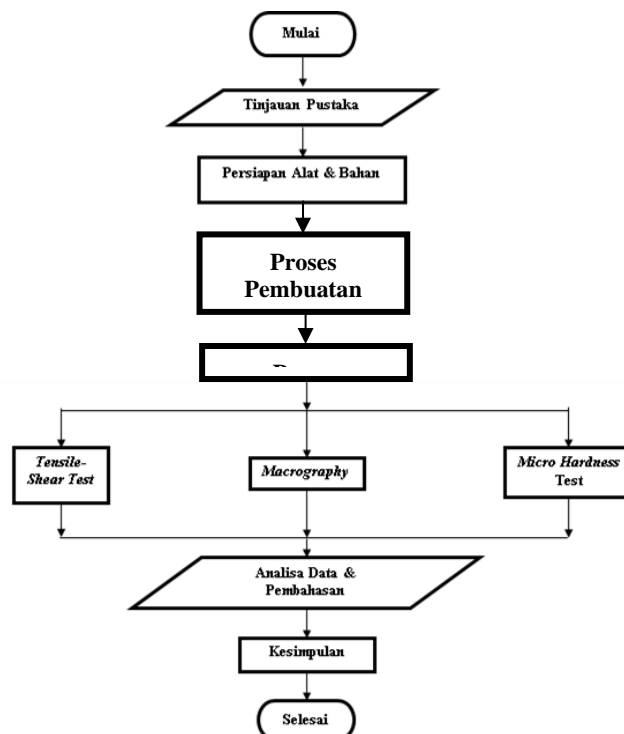 Mulai
Tinjauan Pustaka
Persiapan Alat & Bahan
Proses
Pembuatan
Tensile-
Shear Test
Macrography
Micro Hardness
Test
Analisa Data &
Pembahasan
Kesimpulan
Selesai